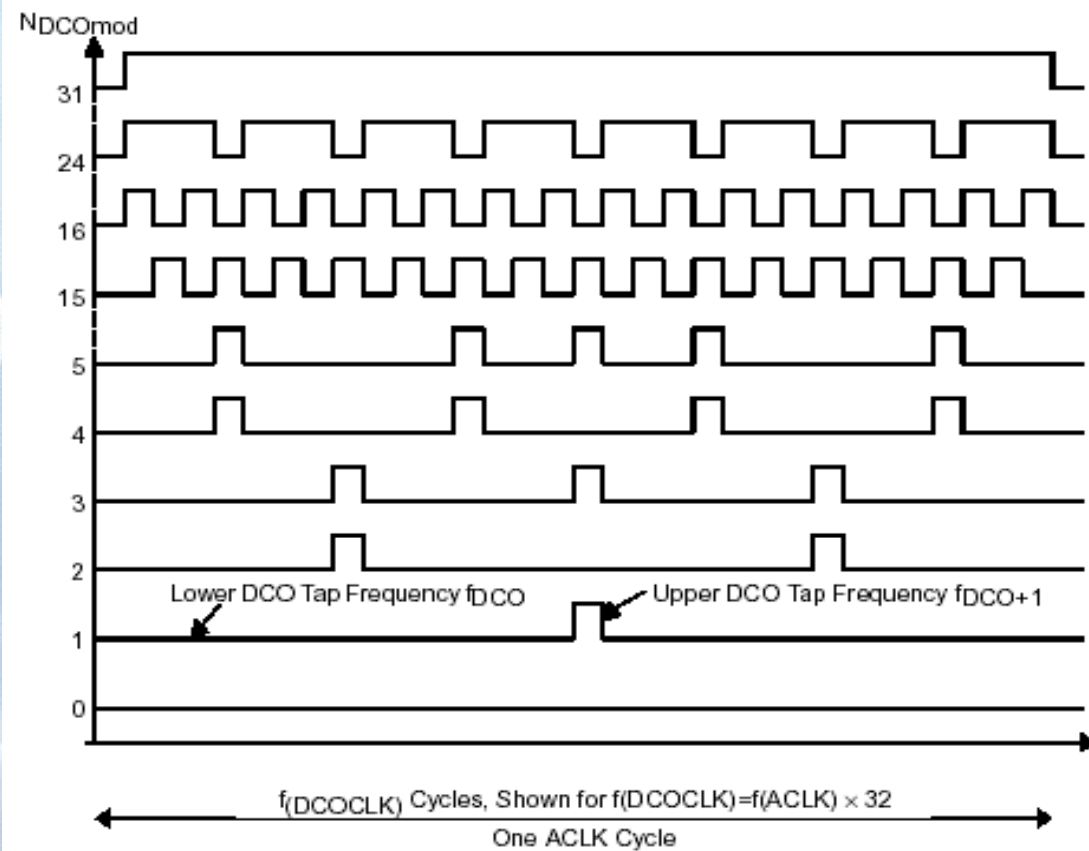 NDCOmod
31
24
16
15
5
4
3
2
Lower DCO Tap Frequency fDCO
Upper DCO Tap Frequency fDCO+1
1
0
f(DCOCLK) Cycles, Shown for f(DCOCLK)=f(ACLK) × 32
One ACLK Cycle